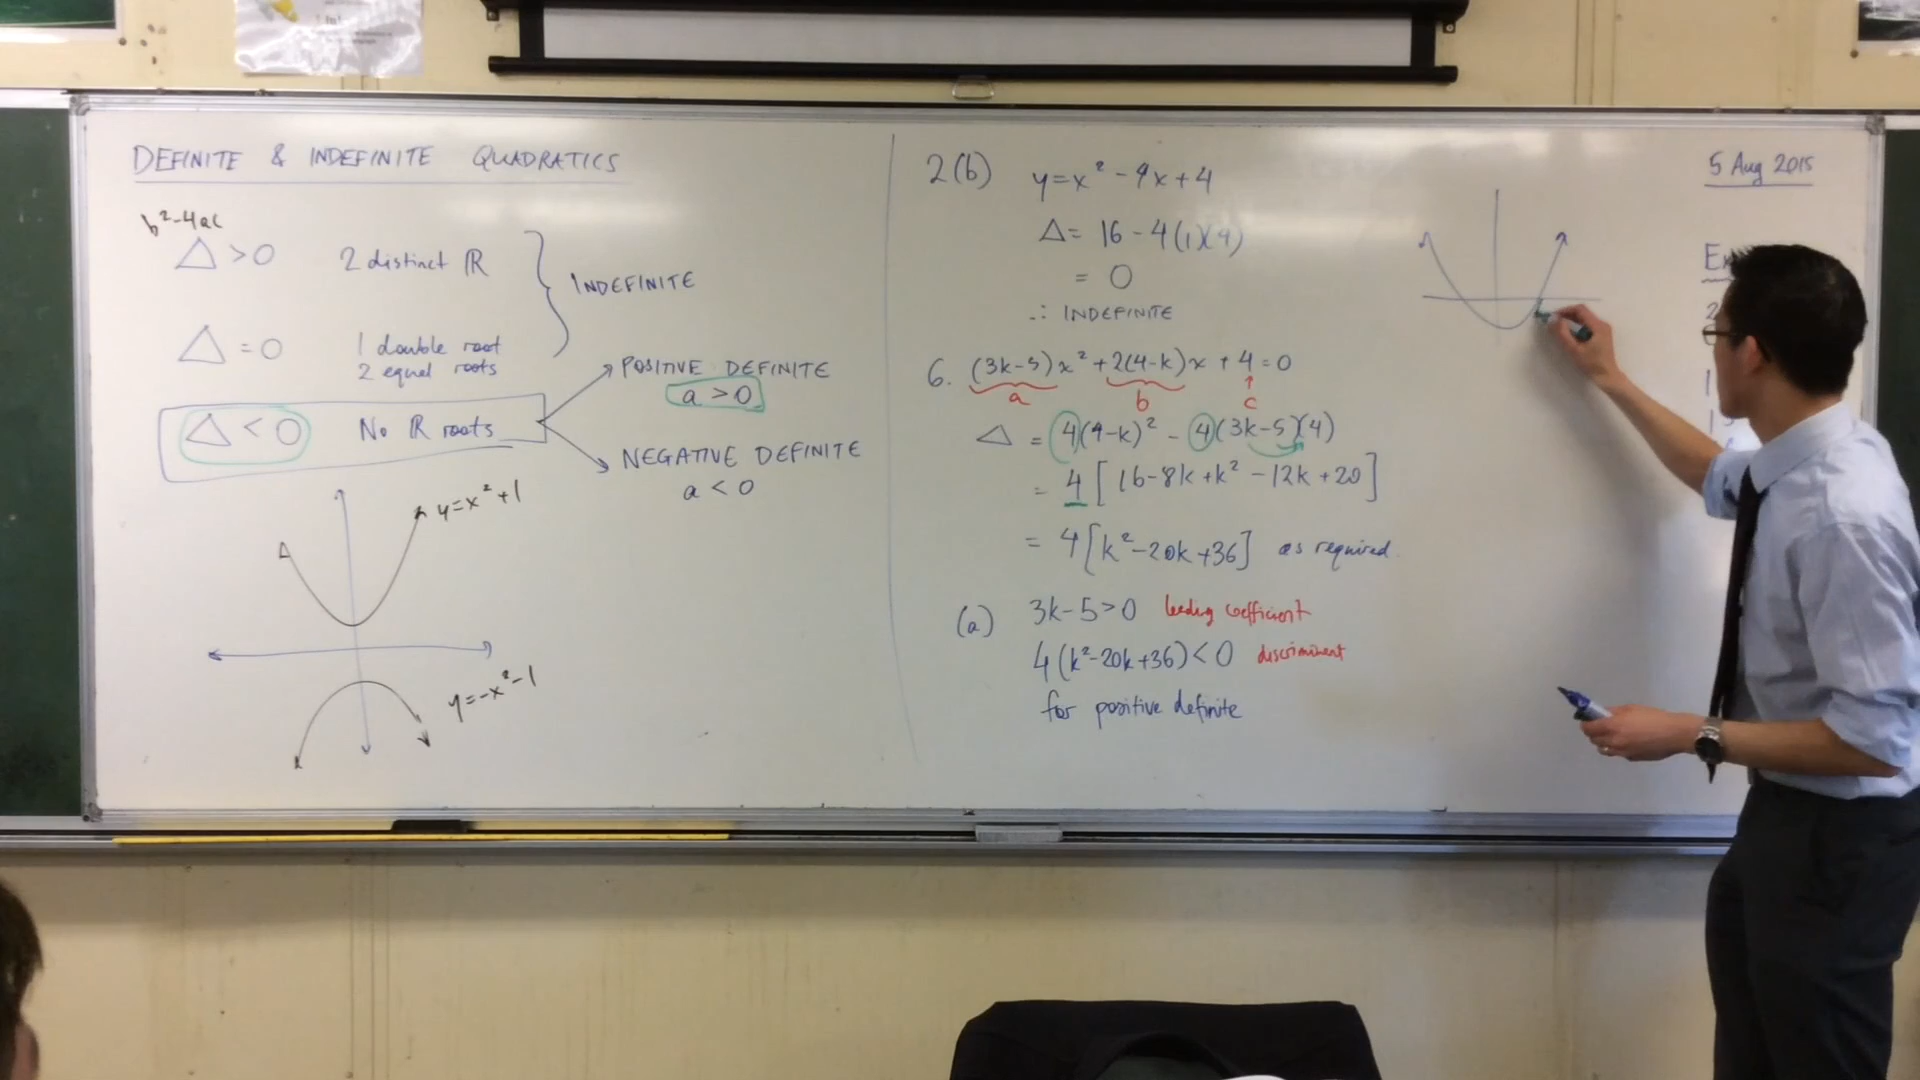 DEFINITE & INDEFINITE QUADRATICS
b²-4ac
△ > 0 2 distinct ℝ
INDEFINITE
△ = 0 1 double root
2 equal roots
△ < 0 No ℝ roots
POSITIVE DEFINITE
a > 0
NEGATIVE DEFINITE
a < 0
y=x²+1
y=-x²-1
2(b) y=x²-4x+4
△= 16-4(1)(4)
= 0
∴ INDEFINITE
6. (3k-5)x²+2(4-k)x+4=0
a b c
△ = 4(4-k)² - 4(3k-5)(4)
= 4[16-8k+k²-12k+20]
= 4[k²-20k+36] as required.
(a) 3k-5>0 leading coefficient
4(k²-20k+36)<0 discriminant
for positive definite
5 Aug 2015